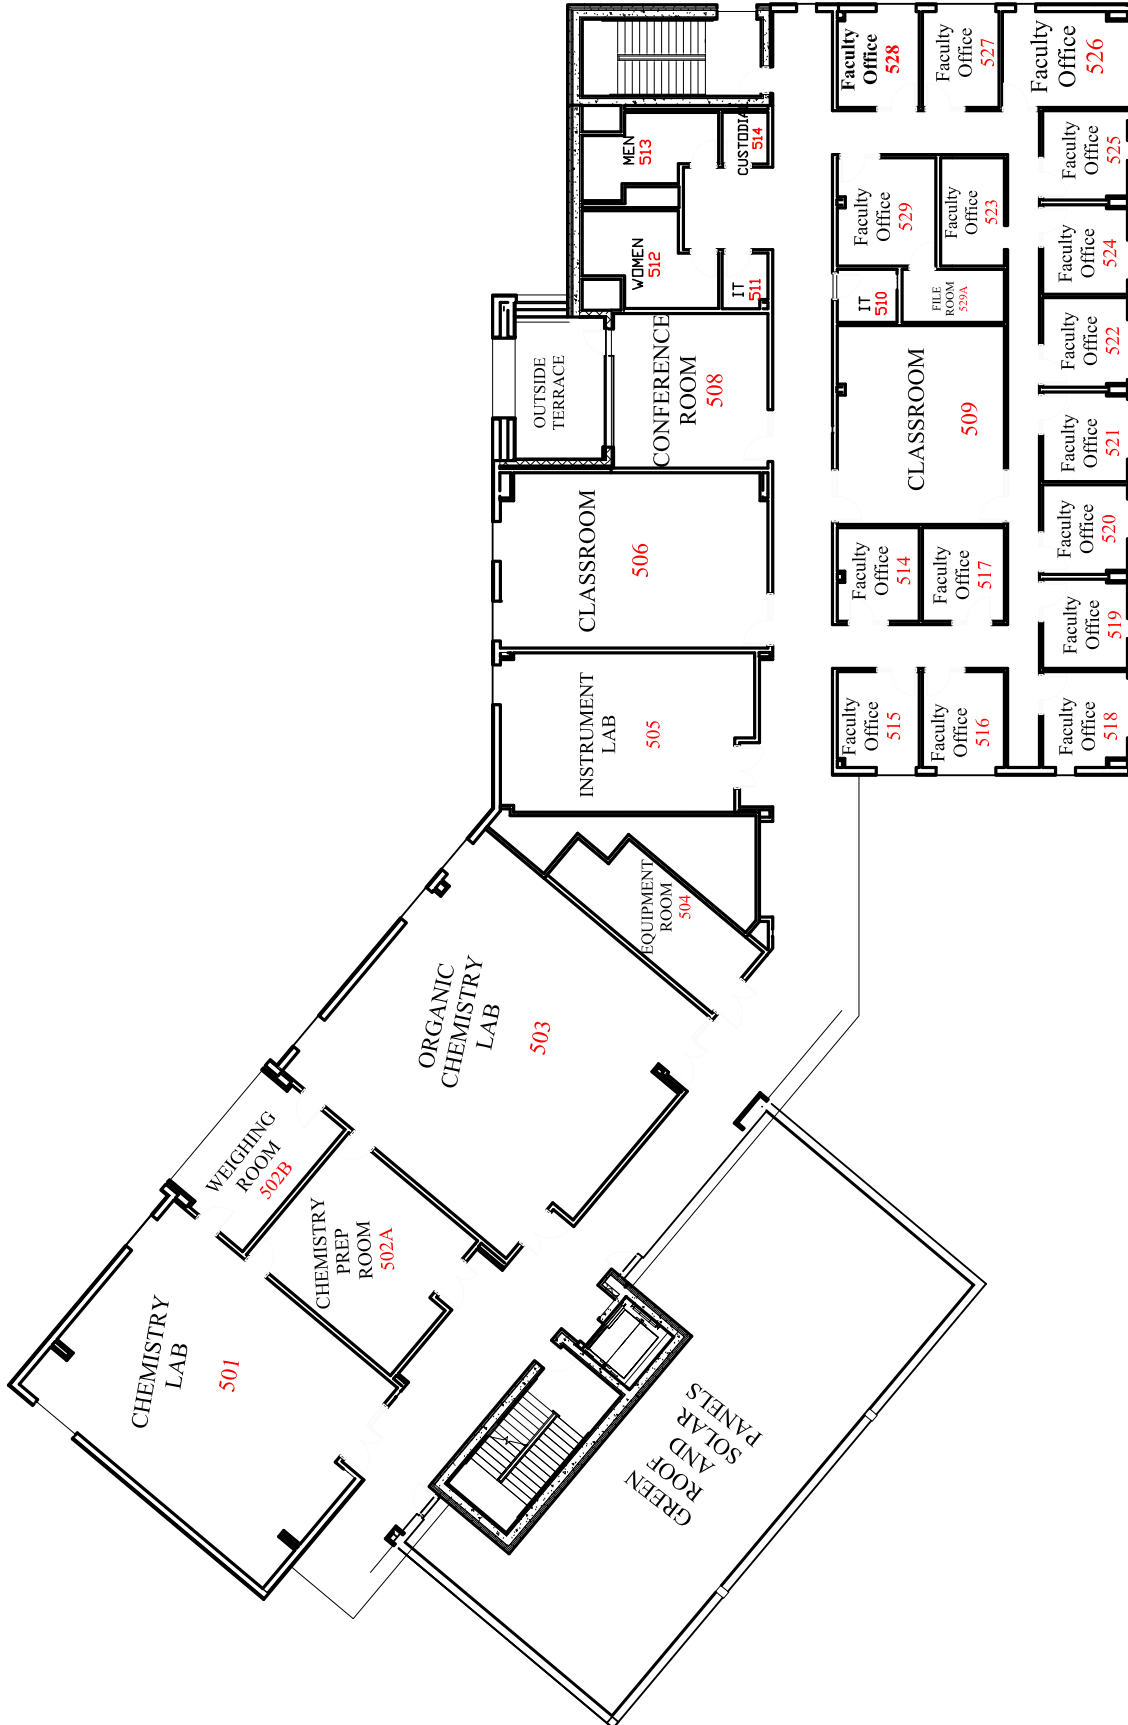 Faculty
Office
528
Faculty
Office
527
Faculty
Office
526
MEN
513
CUSTODIA
514
Faculty
Office
525
Faculty
Office
529
Faculty
Office
523
Faculty
Office
524
WOMEN
512
IT
511
IT
510
FILE
ROOM
529A
OUTSIDE
TERRACE
CONFERENCE
ROOM
508
CLASSROOM
509
Faculty
Office
522
Faculty
Office
521
CLASSROOM
506
Faculty
Office
514
Faculty
Office
517
Faculty
Office
520
Faculty
Office
519
INSTRUMENT
LAB
505
Faculty
Office
515
Faculty
Office
516
Faculty
Office
518
EQUIPMENT
ROOM
504
ORGANIC
CHEMISTRY
LAB
503
WEIGHING
ROOM
502B
CHEMISTRY
PREP
ROOM
502A
CHEMISTRY
LAB
501
GREEN
ROOF
AND
SOLAR
PANELS